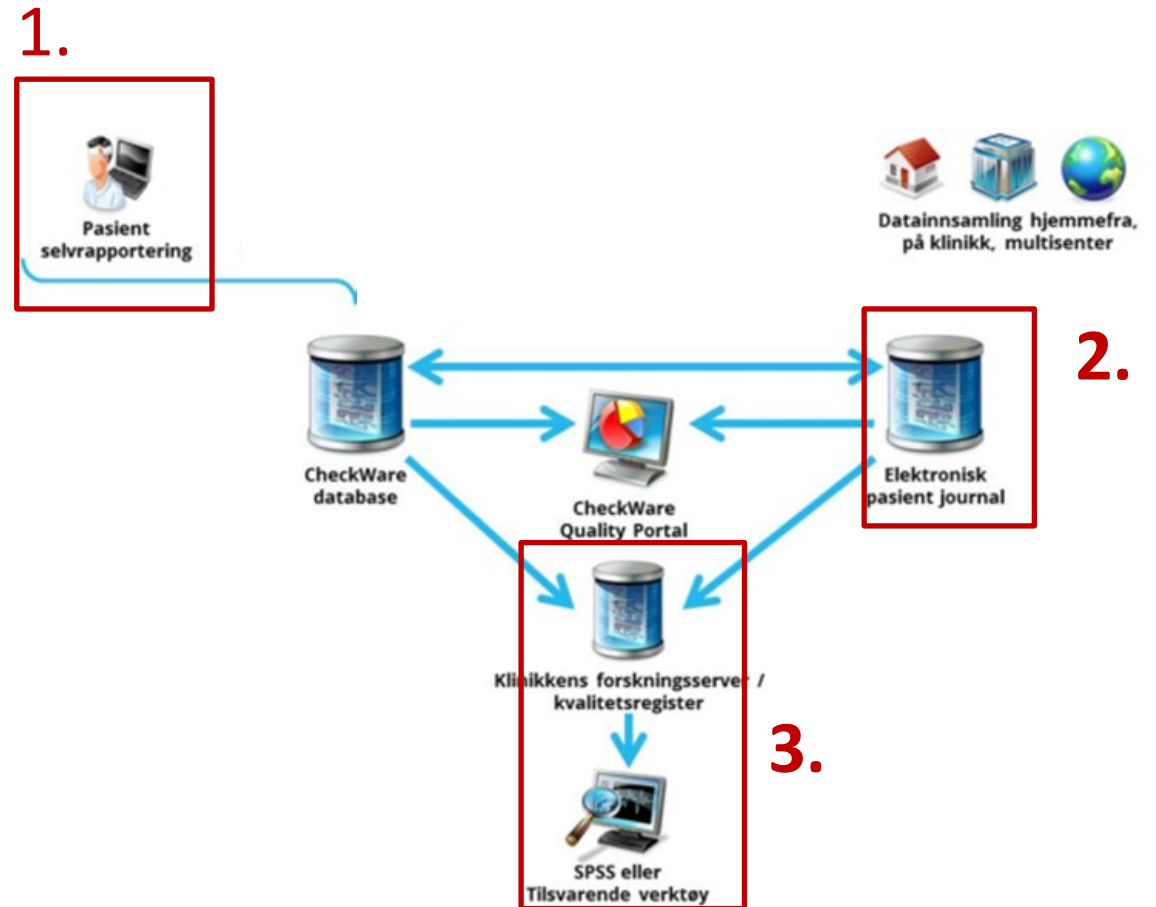 1.
Pasient
selvrapportering
Datainnsamling hjemmefra,
på klinikk, multisenter
2.
CheckWare
database
Elektronisk
pasient journal
CheckWare
Quality Portal
Klinikkens forskningsserver /
kvalitetsregister
3.
SPSS eller
Tilsvarende verktøy